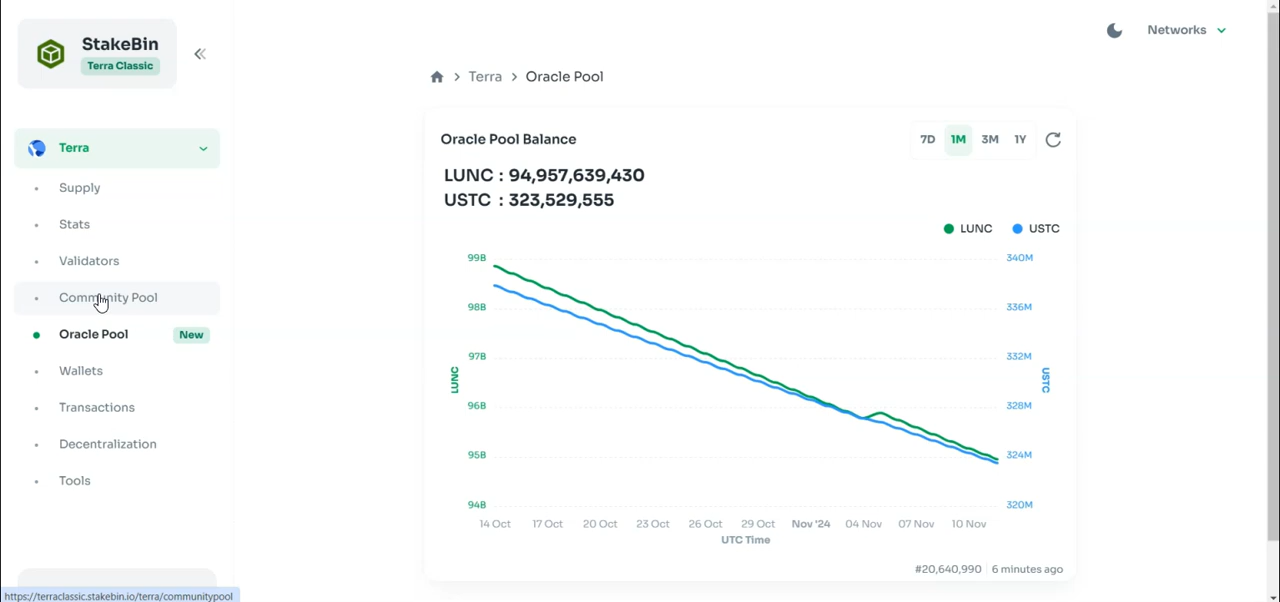 StakeBin
Terra Classic
Networks
Terra > Oracle Pool
Terra
Supply
Stats
Validators
Community Pool
Oracle Pool New
Wallets
Transactions
Decentralization
Tools
Oracle Pool Balance
7D 1M 3M 1Y
LUNC : 94,957,639,430
USTC : 323,529,555
LUNC USTC
99B
98B
97B
96B
95B
94B
LUNC
340M
336M
332M
328M
324M
320M
USTC
14 Oct 17 Oct 20 Oct 23 Oct 26 Oct 29 Oct Nov '24 04 Nov 07 Nov 10 Nov
UTC Time
#20,640,990 6 minutes ago
https://terraclassic.stakebin.io/terra/communitypool